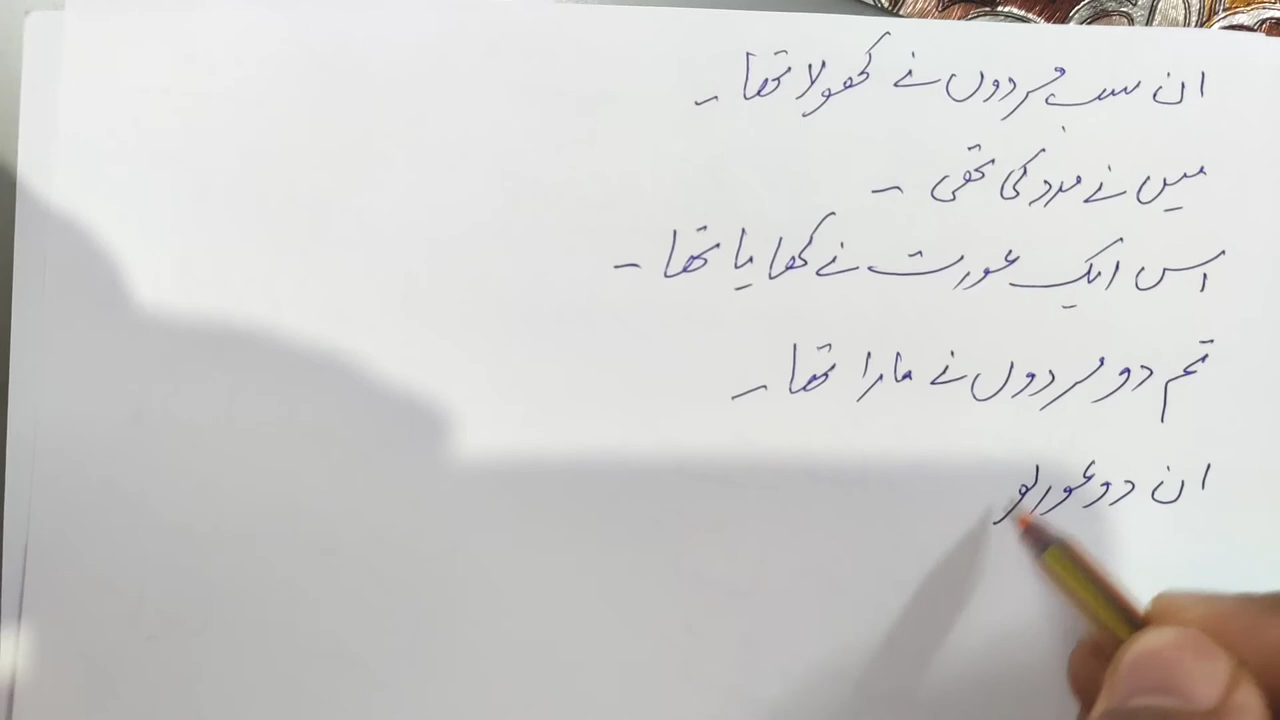 ان سب مردوں نے کھولا تھا۔
میں نے مدد کی تھی۔
اس ایک عورت نے کھایا تھا۔
تم دو مردوں نے مارا تھا۔
ان دو عورتو